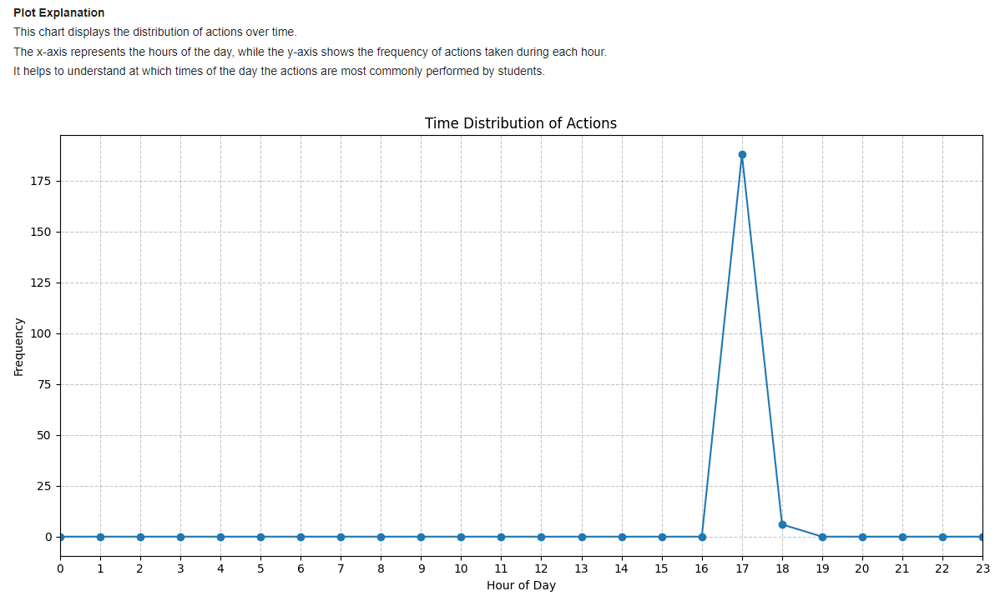 Plot Explanation
This chart displays the distribution of actions over time.
The x-axis represents the hours of the day, while the y-axis shows the frequency of actions taken during each hour.
It helps to understand at which times of the day the actions are most commonly performed by students.
Time Distribution of Actions
175
150
125
100
75
50
25
0
Frequency
0 1 2 3 4 5 6 7 8 9 10 11 12 13 14 15 16 17 18 19 20 21 22 23
Hour of Day